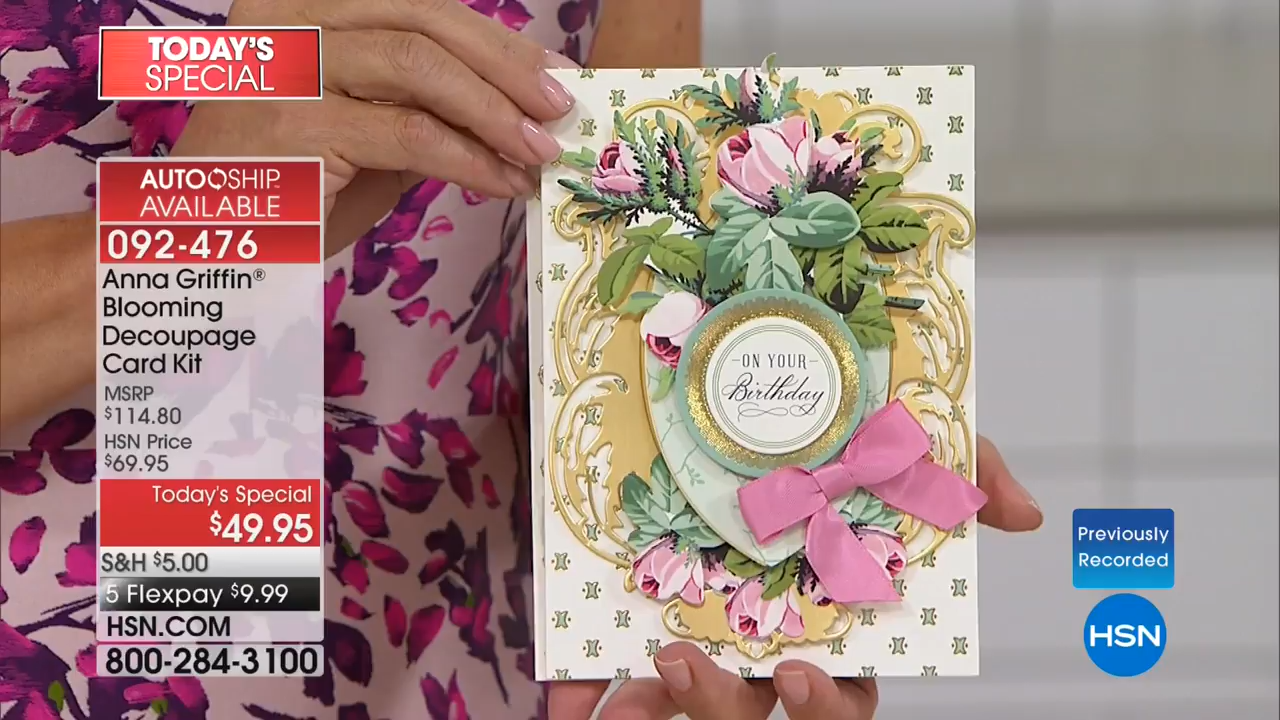 TODAY'S
SPECIAL
AUTOSHIP™
AVAILABLE
092-476
Anna Griffin®
Blooming
Decoupage
Card Kit
MSRP
$114.80
HSN Price
$69.95
Today's Special
$49.95
S&H $5.00
5 Flexpay $9.99
HSN.COM
800-284-3100
ON YOUR
Birthday
Previously
Recorded
HSN